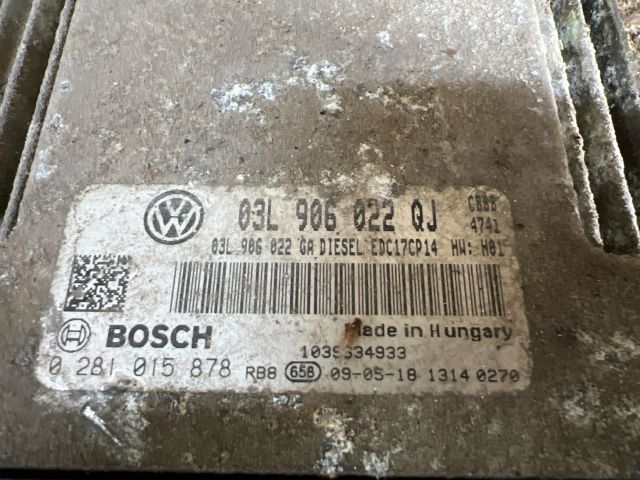 03L 906 022 QJ CBBB
03L 906 022 GA DIESEL EDC17CP14 HW: H01 4741
BOSCH Made in Hungary
1039S34933
0 281 015 878 RB8 658 09-05-18 1314 0270